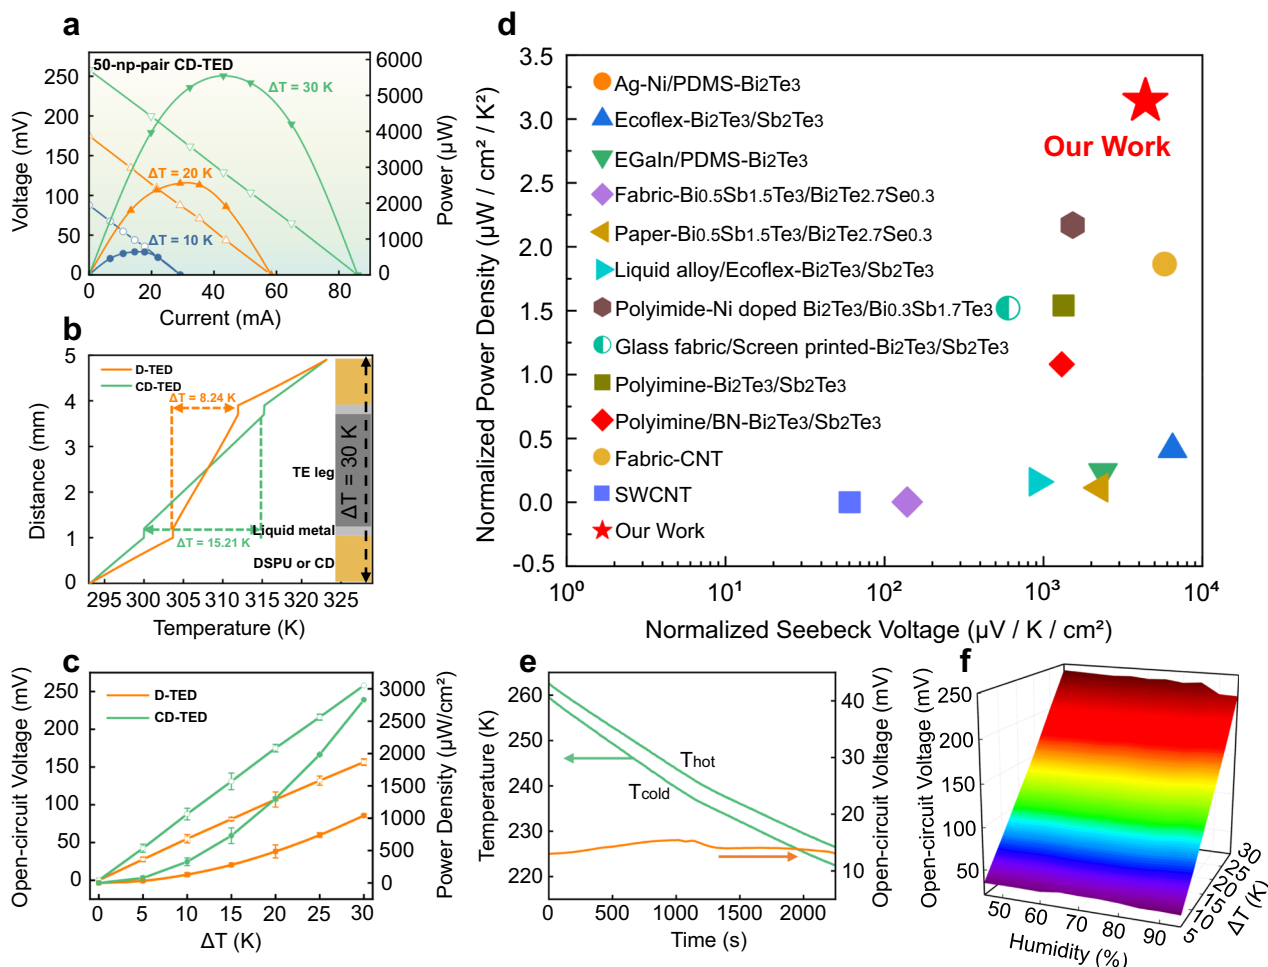 a
50-np-pair CD-TED
ΔT = 30 K
ΔT = 20 K
ΔT = 10 K
Voltage (mV)
250
200
150
100
50
0
Power (μW)
6000
5000
4000
3000
2000
1000
0
0 20 40 60 80
Current (mA)
b
D-TED
CD-TED
ΔT = 8.24 K
ΔT = 15.21 K
TE leg
Liquid metal
DSPU or CD
ΔT = 30 K
Distance (mm)
5
4
3
2
1
0
295 300 305 310 315 320 325
Temperature (K)
c
D-TED
CD-TED
Open-circuit Voltage (mV)
250
200
150
100
50
0
Power Density (μW/cm²)
3000
2500
2000
1500
1000
500
0
0 5 10 15 20 25 30
ΔT (K)
d
Normalized Power Density (μW / cm² / K²)
3.5
3.0
2.5
2.0
1.5
1.0
0.5
0.0
-0.5
Ag-Ni/PDMS-Bi2Te3
Ecoflex-Bi2Te3/Sb2Te3
EGaIn/PDMS-Bi2Te3
Fabric-Bi0.5Sb1.5Te3/Bi2Te2.7Se0.3
Paper-Bi0.5Sb1.5Te3/Bi2Te2.7Se0.3
Liquid alloy/Ecoflex-Bi2Te3/Sb2Te3
Polyimide-Ni doped Bi2Te3/Bi0.3Sb1.7Te3
Glass fabric/Screen printed-Bi2Te3/Sb2Te3
Polyimine-Bi2Te3/Sb2Te3
Polyimine/BN-Bi2Te3/Sb2Te3
Fabric-CNT
SWCNT
Our Work
Our Work
10⁰ 10¹ 10² 10³ 10⁴
Normalized Seebeck Voltage (μV / K / cm²)
e
Temperature (K)
260
250
240
230
220
Thot
Tcold
Open-circuit Voltage (mV)
40
30
20
10
0 500 1000 1500 2000
Time (s)
f
Open-circuit Voltage (mV)
250
200
150
100
50
50 60 70 80 90
Humidity (%)
30
25
20
15
10
5
ΔT (K)